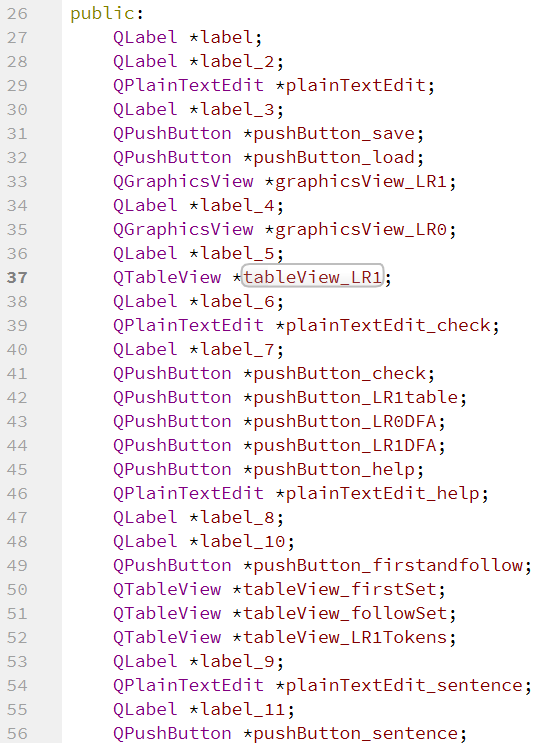 26 public:
27 QLabel *label;
28 QLabel *label_2;
29 QPlainTextEdit *plainTextEdit;
30 QLabel *label_3;
31 QPushButton *pushButton_save;
32 QPushButton *pushButton_load;
33 QGraphicsView *graphicsView_LR1;
34 QLabel *label_4;
35 QGraphicsView *graphicsView_LR0;
36 QLabel *label_5;
37 QTableView *tableView_LR1;
38 QLabel *label_6;
39 QPlainTextEdit *plainTextEdit_check;
40 QLabel *label_7;
41 QPushButton *pushButton_check;
42 QPushButton *pushButton_LR1table;
43 QPushButton *pushButton_LR0DFA;
44 QPushButton *pushButton_LR1DFA;
45 QPushButton *pushButton_help;
46 QPlainTextEdit *plainTextEdit_help;
47 QLabel *label_8;
48 QLabel *label_10;
49 QPushButton *pushButton_firstandfollow;
50 QTableView *tableView_firstSet;
51 QTableView *tableView_followSet;
52 QTableView *tableView_LR1Tokens;
53 QLabel *label_9;
54 QPlainTextEdit *plainTextEdit_sentence;
55 QLabel *label_11;
56 QPushButton *pushButton_sentence;